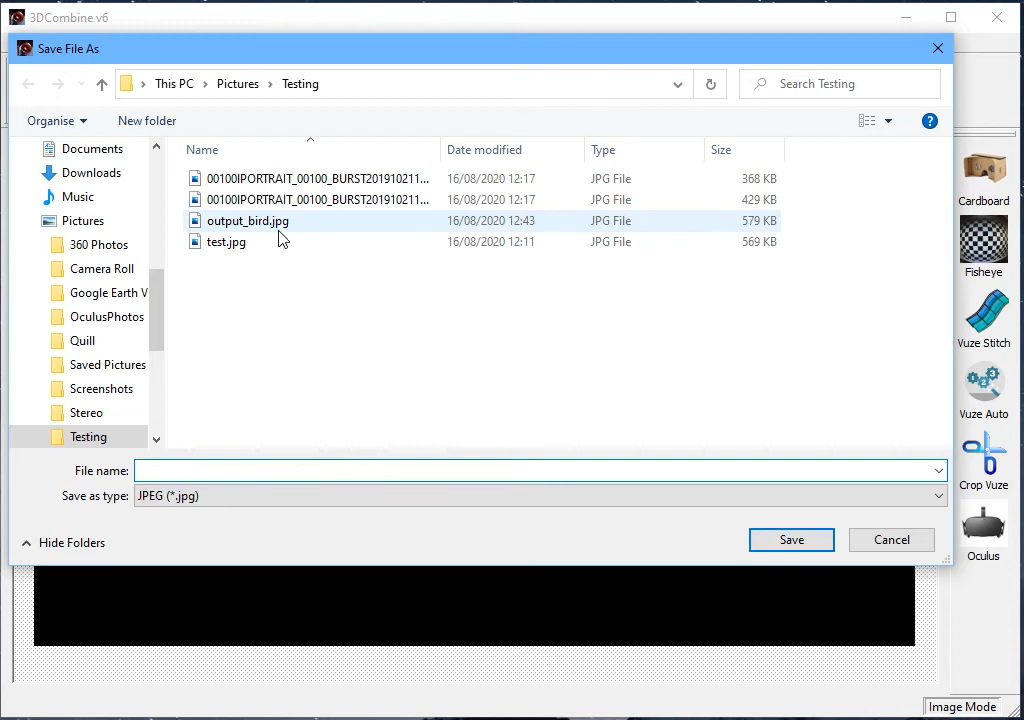 3DCombine v6
Save File As
This PC > Pictures > Testing
Search Testing
Organise
New folder
Name Date modified Type Size
Documents
Downloads
Music
Pictures
360 Photos
Camera Roll
Google Earth V
OculusPhotos
Quill
Saved Pictures
Screenshots
Stereo
Testing
00100lPORTRAIT_00100_BURST201910211... 16/08/2020 12:17 JPG File 368 KB
00100lPORTRAIT_00100_BURST201910211... 16/08/2020 12:17 JPG File 429 KB
output_bird.jpg 16/08/2020 12:43 JPG File 579 KB
test.jpg 16/08/2020 12:11 JPG File 569 KB
File name:
Save as type: JPEG (*.jpg)
Hide Folders
Save
Cancel
Cardboard
Fisheye
Vuze Stitch
Vuze Auto
Crop Vuze
Oculus
Image Mode